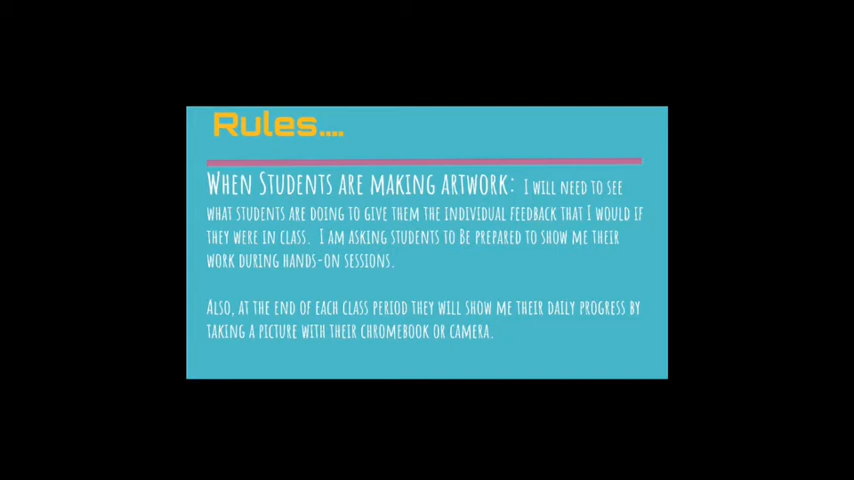 Rules....
When Students are making artwork: I will need to see
what students are doing to give them the individual feedback that I would if
they were in class. I am asking students to Be prepared to show me their
work during hands-on sessions.
Also, at the end of each class period they will show me their daily progress by
taking a picture with their chromebook or camera.